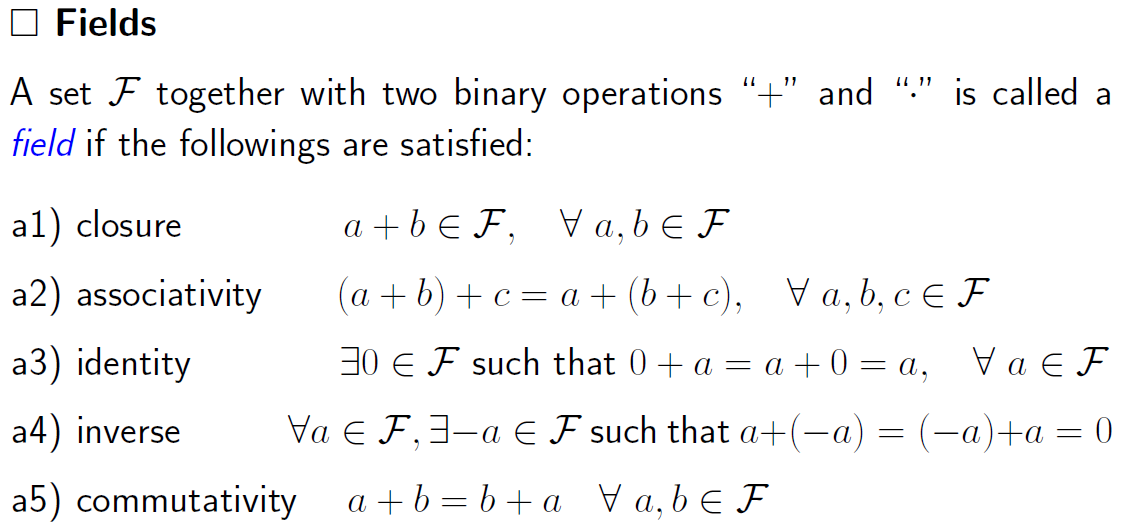 □ Fields
A set ℱ together with two binary operations “+” and “·” is called a
field if the followings are satisfied:
a1) closure a + b ∈ ℱ, ∀ a, b ∈ ℱ
a2) associativity (a + b) + c = a + (b + c), ∀ a, b, c ∈ ℱ
a3) identity ∃0 ∈ ℱ such that 0 + a = a + 0 = a, ∀ a ∈ ℱ
a4) inverse ∀a ∈ ℱ, ∃−a ∈ ℱ such that a+(−a) = (−a)+a = 0
a5) commutativity a + b = b + a ∀ a, b ∈ ℱ